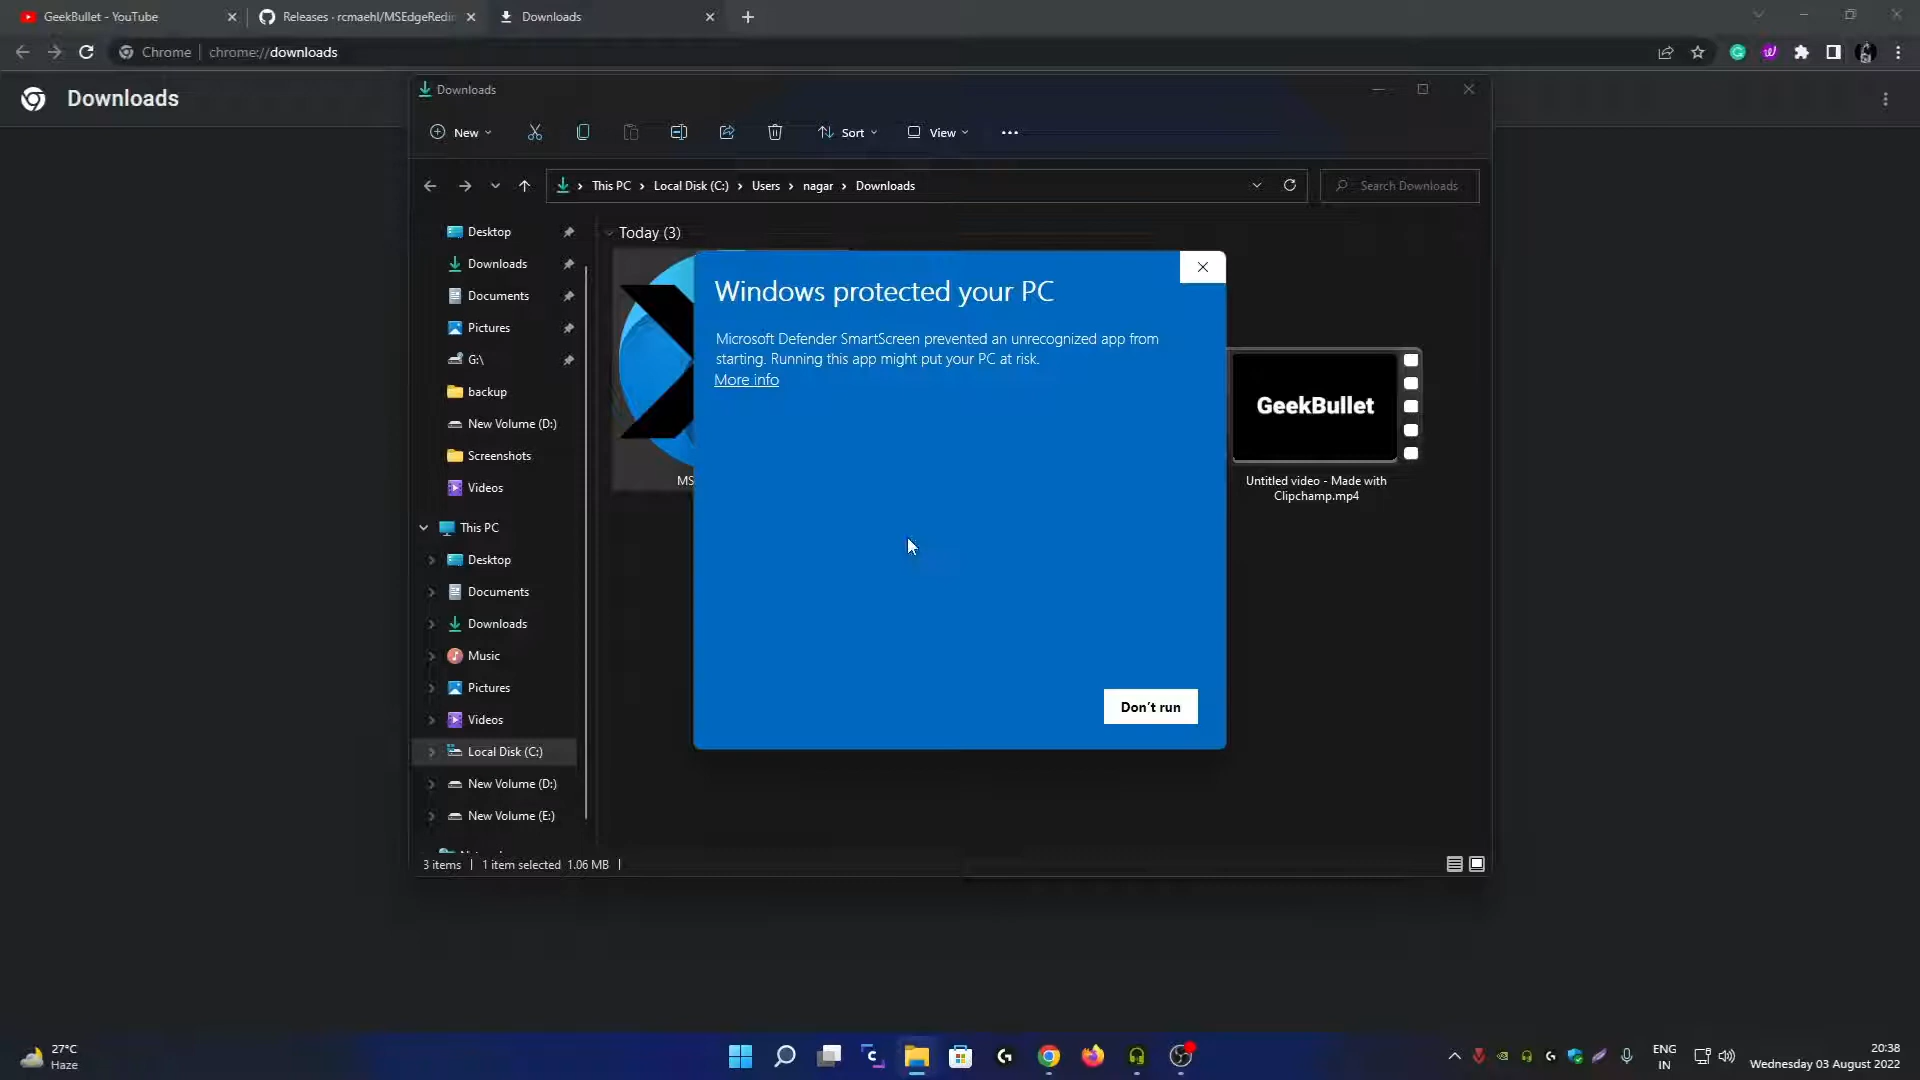 GeekBullet - YouTube
Releases · rcmaehl/MSEdgeRedir
Downloads
Chrome
chrome://downloads
Downloads
Downloads
New
Sort
View
This PC
Local Disk (C:)
Users
nagar
Downloads
Search Downloads
Desktop
Downloads
Documents
Pictures
G:\
backup
New Volume (D:)
Screenshots
Videos
This PC
Desktop
Documents
Downloads
Music
Pictures
Videos
Local Disk (C:)
New Volume (D:)
New Volume (E:)
Today (3)
MS
Windows protected your PC
Microsoft Defender SmartScreen prevented an unrecognized app from
starting. Running this app might put your PC at risk.
More info
Don't run
GeekBullet
Untitled video - Made with
Clipchamp.mp4
3 items
1 item selected 1.06 MB
27°C
Haze
ENG
IN
20:38
Wednesday 03 August 2022